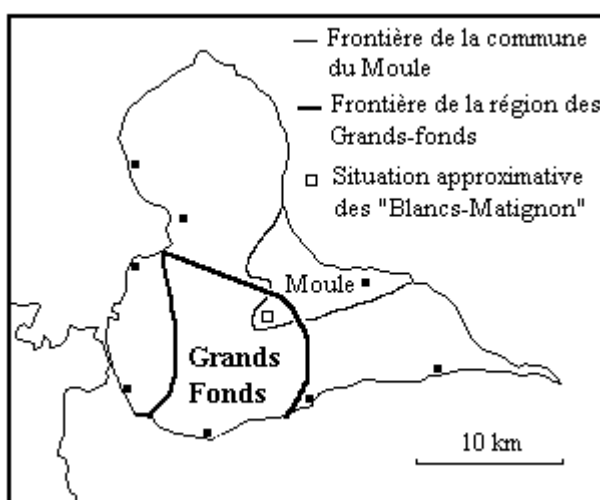 Frontière de la commune
du Moule
Frontière de la région des
Grands-fonds
Situation approximative
des "Blancs-Matignon"
Moule
Grands
Fonds
10 km